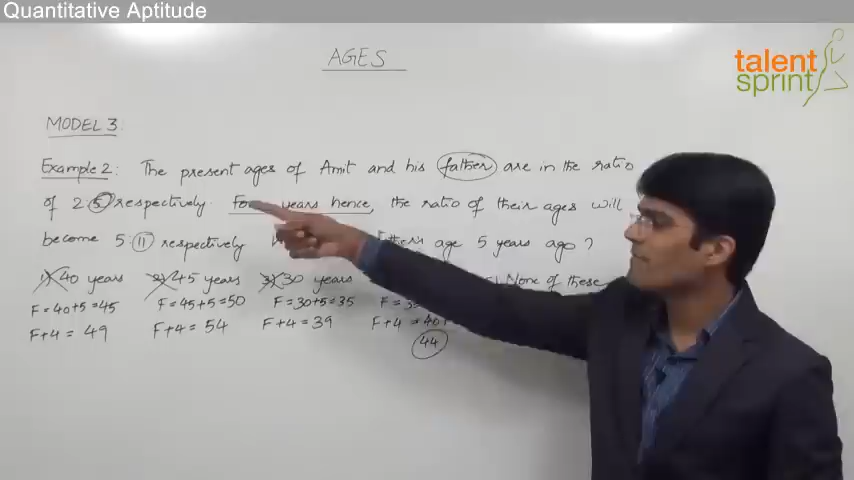 Quantitative Aptitude
AGES
talent
sprint
MODEL 3:
Example 2: The present ages of Amit and his father are in the ratio
of 2:5 respectively. years hence, the ratio of their ages will
become 5:11 respectively age 5 years ago?
1) 40 years 2) 45 years 3) 30 years None of these
F = 40+5 = 45 F = 45+5 = 50 F = 30+5 = 35
F+4 = 49 F+4 = 54 F+4 = 39 F+4 = 40+
44